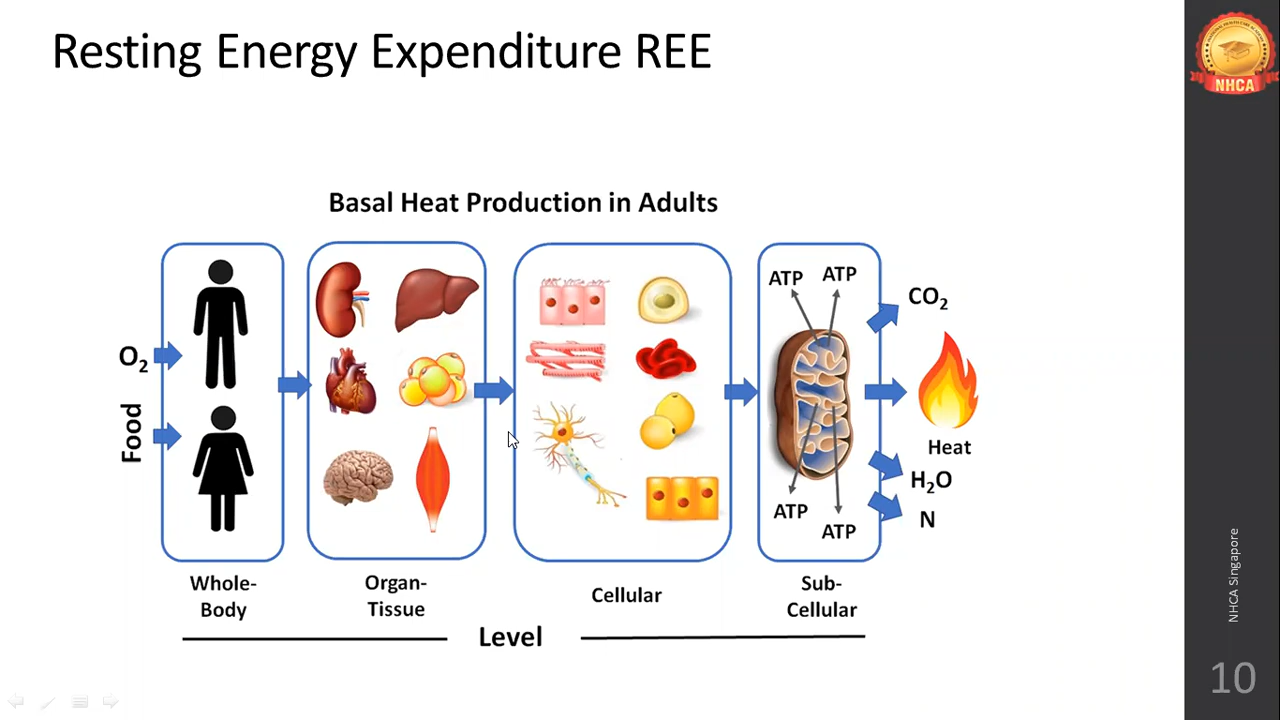 Resting Energy Expenditure REE
NHCA
Basal Heat Production in Adults
O₂
Food
ATP ATP
ATP
ATP
CO₂
Heat
H₂O
N
Whole-
Body
Organ-
Tissue
Cellular
Sub-
Cellular
Level
NHCA Singapore
10